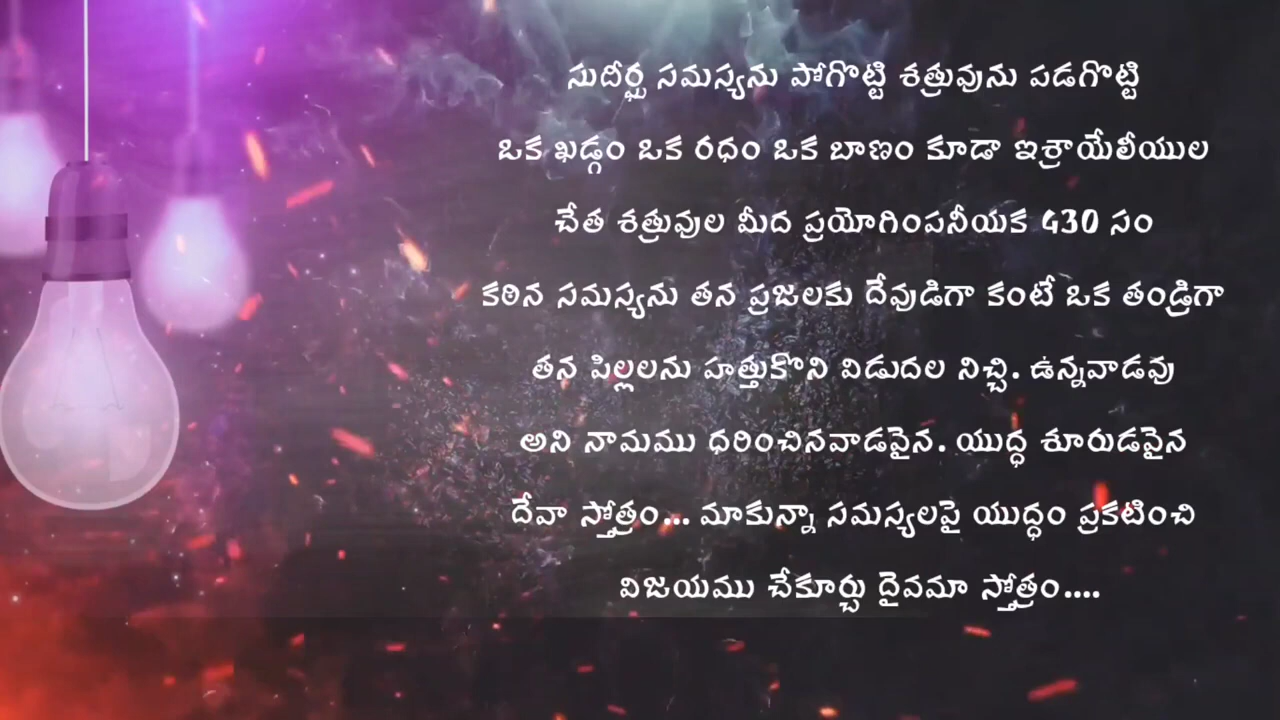 సుదీర్ఘ సమస్యను పోగొట్టి శత్రువును పడగొట్టి
ఒక ఖడ్గం ఒక రధం ఒక బాణం కూడా ఇశ్రాయేలీయుల
చేత శత్రువుల మీద ప్రయోగింపనీయక 430 సం
కఠిన సమస్యను తన ప్రజలకు దేవుడిగా కంటే ఒక తండ్రిగా
తన పిల్లలను హత్తుకొని విడుదల నిచ్చి. ఉన్నవాడవు
అని నామము ధరించినవాడవైన. యుద్ధ శూరుడవైన
దేవా స్తోత్రం... మాకున్నా సమస్యలపై యుద్ధం ప్రకటించి
విజయము చేకూర్చు దైవమా స్తోత్రం....